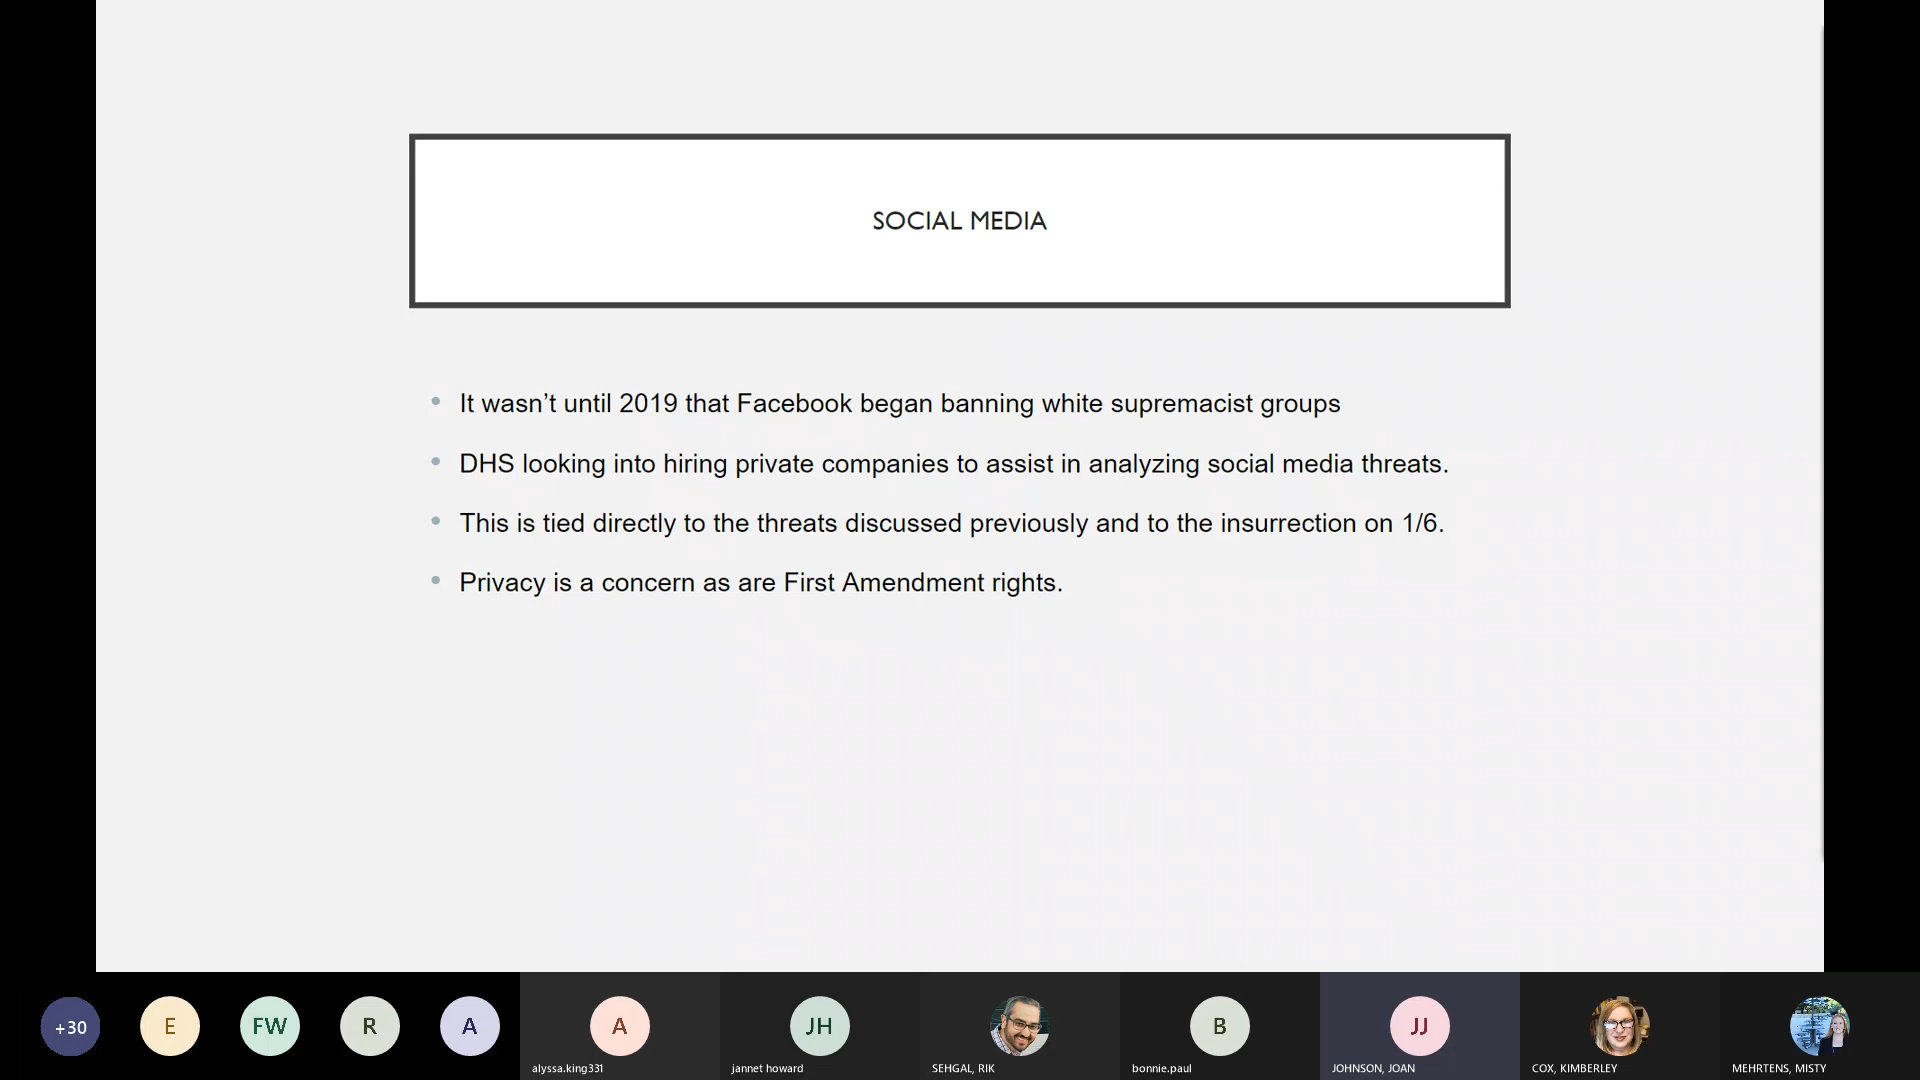 SOCIAL MEDIA
It wasn’t until 2019 that Facebook began banning white supremacist groups
DHS looking into hiring private companies to assist in analyzing social media threats.
This is tied directly to the threats discussed previously and to the insurrection on 1/6.
Privacy is a concern as are First Amendment rights.
+30
E
FW
R
A
A
JH
B
JJ
alyssa.king331
jannet howard
SEHGAL, RIK
bonnie.paul
JOHNSON, JOAN
COX, KIMBERLEY
MEHRTENS, MISTY